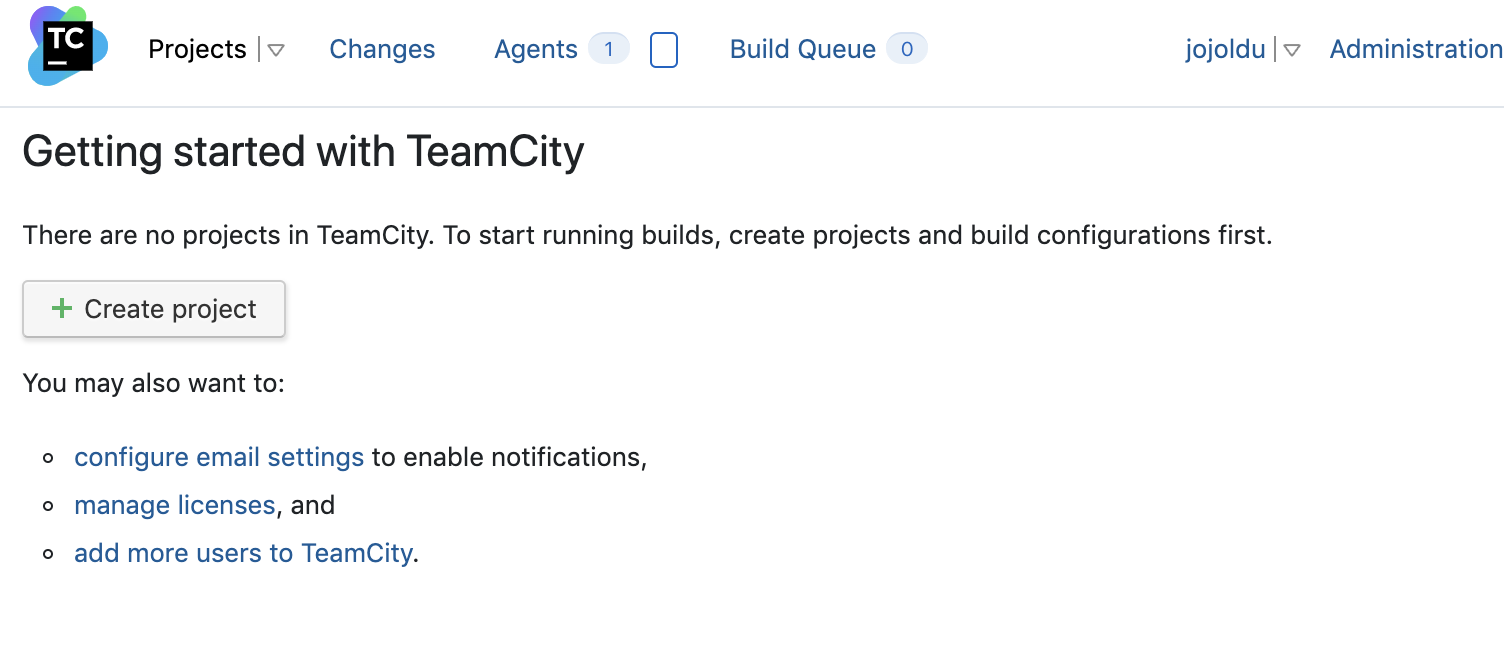 TC Projects Changes Agents 1 Build Queue 0 jojoldu Administration
Getting started with TeamCity
There are no projects in TeamCity. To start running builds, create projects and build configurations first.
+ Create project
You may also want to:
configure email settings to enable notifications,
manage licenses, and
add more users to TeamCity.